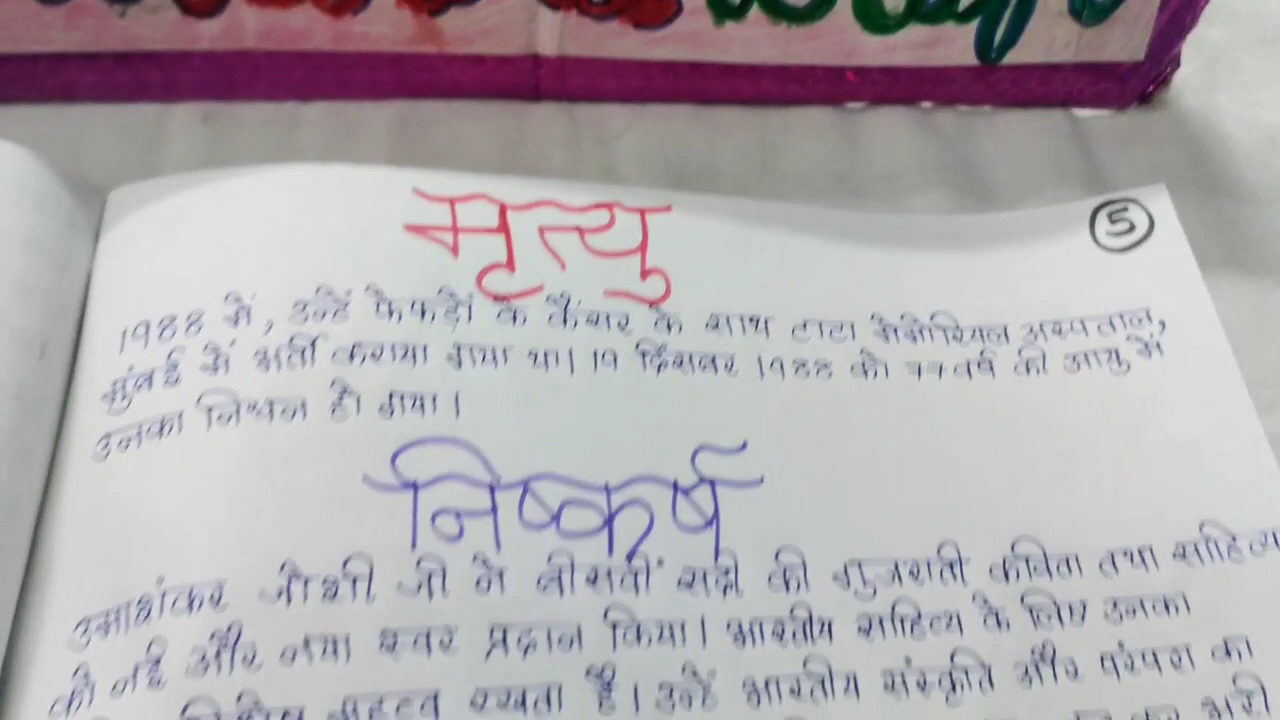 5
मृत्यु
1988 में, उन्हें फेफड़ों के कैंसर के साथ टाटा मेमोरियल अस्पताल,
मुंबई में भर्ती कराया गया था। 19 दिसंबर 1988 को 77 वर्ष की आयु में
उनका निधन हो गया।
निष्कर्ष
उमाशंकर जोशी जी ने बीसवीं सदी की गुजराती कविता तथा साहित्य
को नई और नया स्वर प्रदान किया। भारतीय साहित्य के लिए उनका
विशेष महत्व रखता है। उन्हें भारतीय संस्कृति और परंपरा का